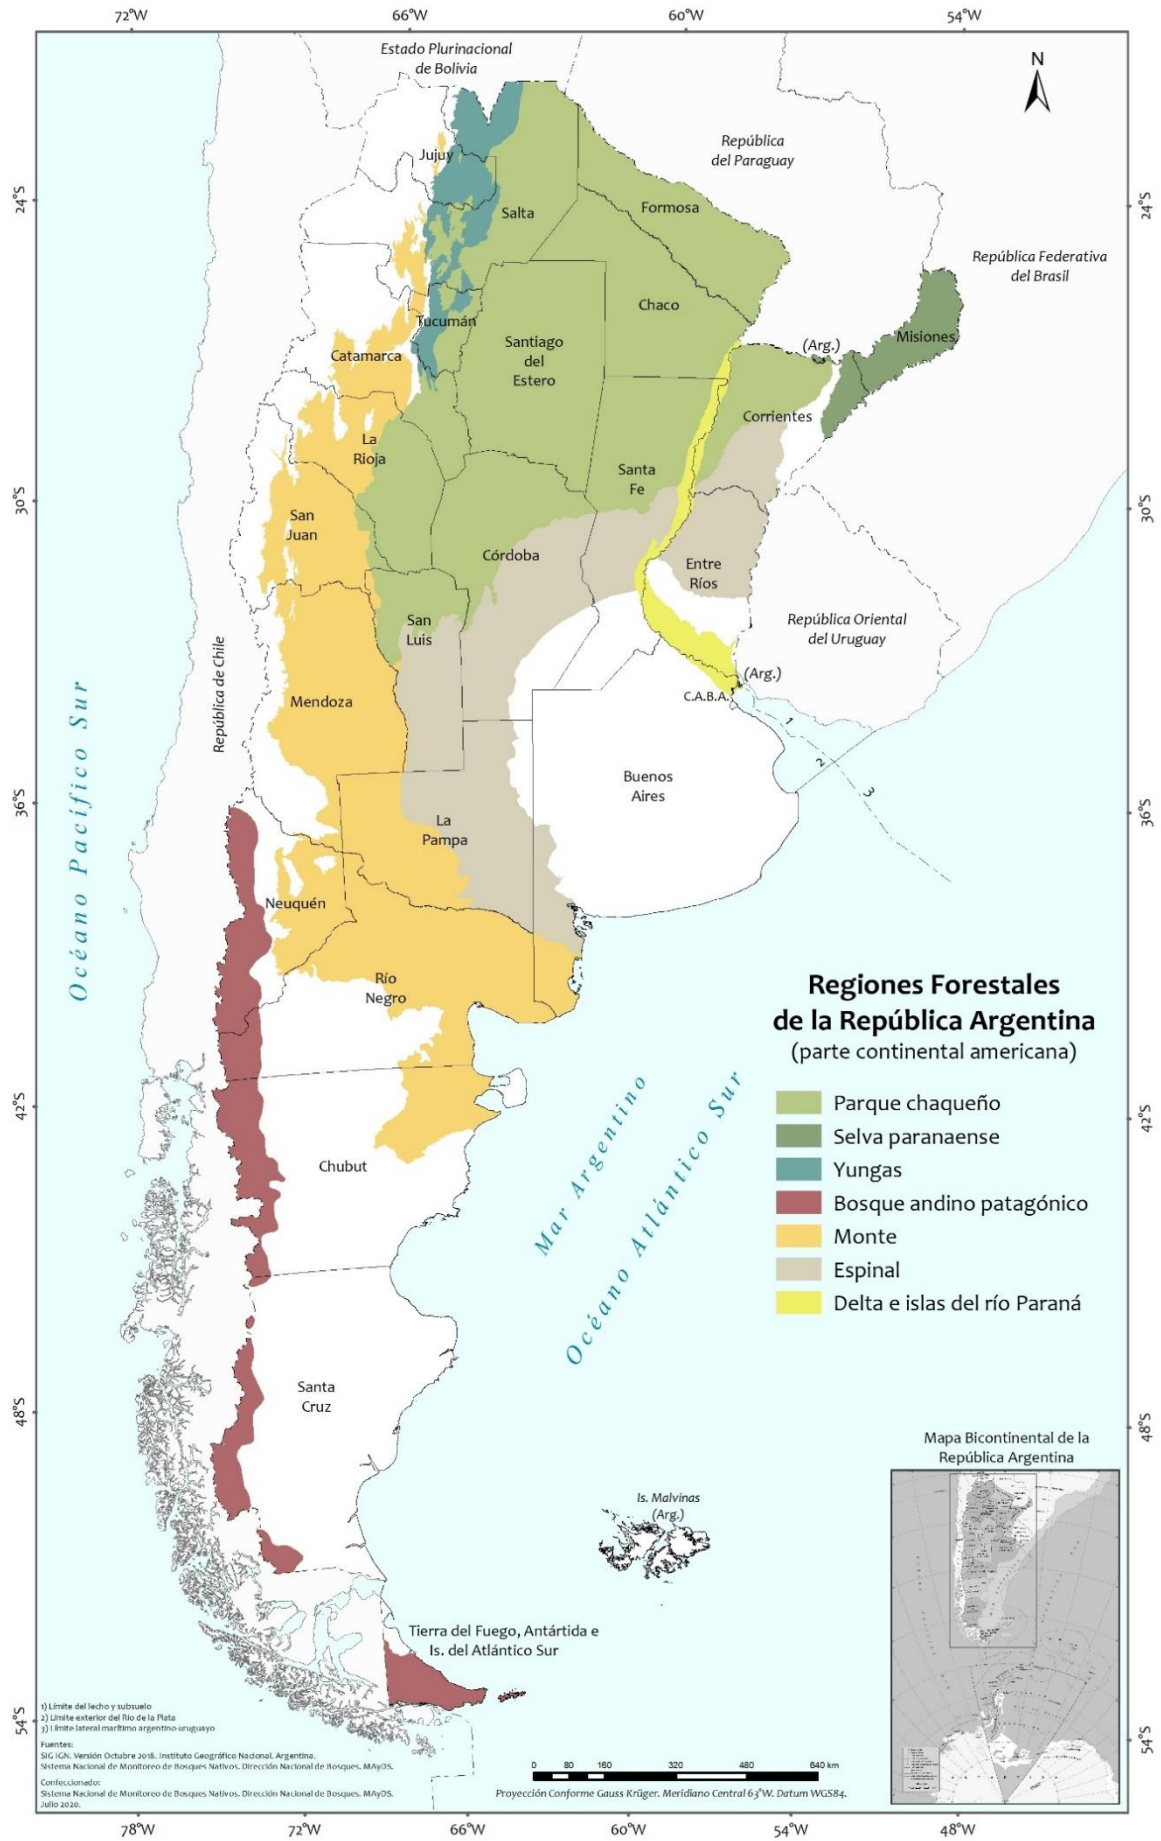 72°W
66°W
60°W
54°W
Estado Plurinacional
de Bolivia
N
República
del Paraguay
Jujuy
24°S
24°S
Salta
Formosa
República Federativa
del Brasil
Chaco
Tucumán
Misiones
Santiago
del
Estero
(Arg.)
Catamarca
Corrientes
La
Rioja
Santa
Fe
30°S
30°S
San
Juan
Córdoba
Entre
Ríos
San
Luis
República Oriental
del Uruguay
República de Chile
(Arg.)
C.A.B.A.
Mendoza
1
2
3
Océano Pacífico Sur
Buenos
Aires
36°S
36°S
La
Pampa
Neuquén
Río
Negro
Regiones Forestales
de la República Argentina
(parte continental americana)
Parque chaqueño
Selva paranaense
Yungas
Bosque andino patagónico
Monte
Espinal
Delta e islas del río Paraná
42°S
42°S
Mar Argentino
Océano Atlántico Sur
Chubut
Santa
Cruz
48°S
48°S
Mapa Bicontinental de la
República Argentina
Is. Malvinas
(Arg.)
Tierra del Fuego, Antártida e
Is. del Atlántico Sur
54°S
54°S
1) Límite del lecho y subsuelo
2) Límite exterior del Río de la Plata
3) Límite lateral marítimo argentino-uruguayo
Fuentes:
SIG IGN. Versión Octubre 2018. Instituto Geográfico Nacional. Argentina.
Sistema Nacional de Monitoreo de Bosques Nativos. Dirección Nacional de Bosques. MAyDS.
Confeccionado:
Sistema Nacional de Monitoreo de Bosques Nativos. Dirección Nacional de Bosques. MAyDS.
Julio 2020.
0 80 160 320 480 640 km
Proyección Conforme Gauss Krüger. Meridiano Central 63°W. Datum WGS84.
78°W
72°W
66°W
60°W
54°W
48°W